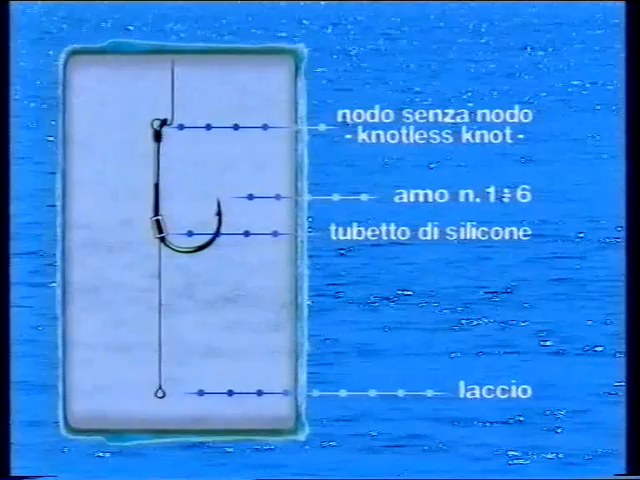 nodo senza nodo
- knotless knot -
amo n.1÷6
tubetto di silicone
laccio